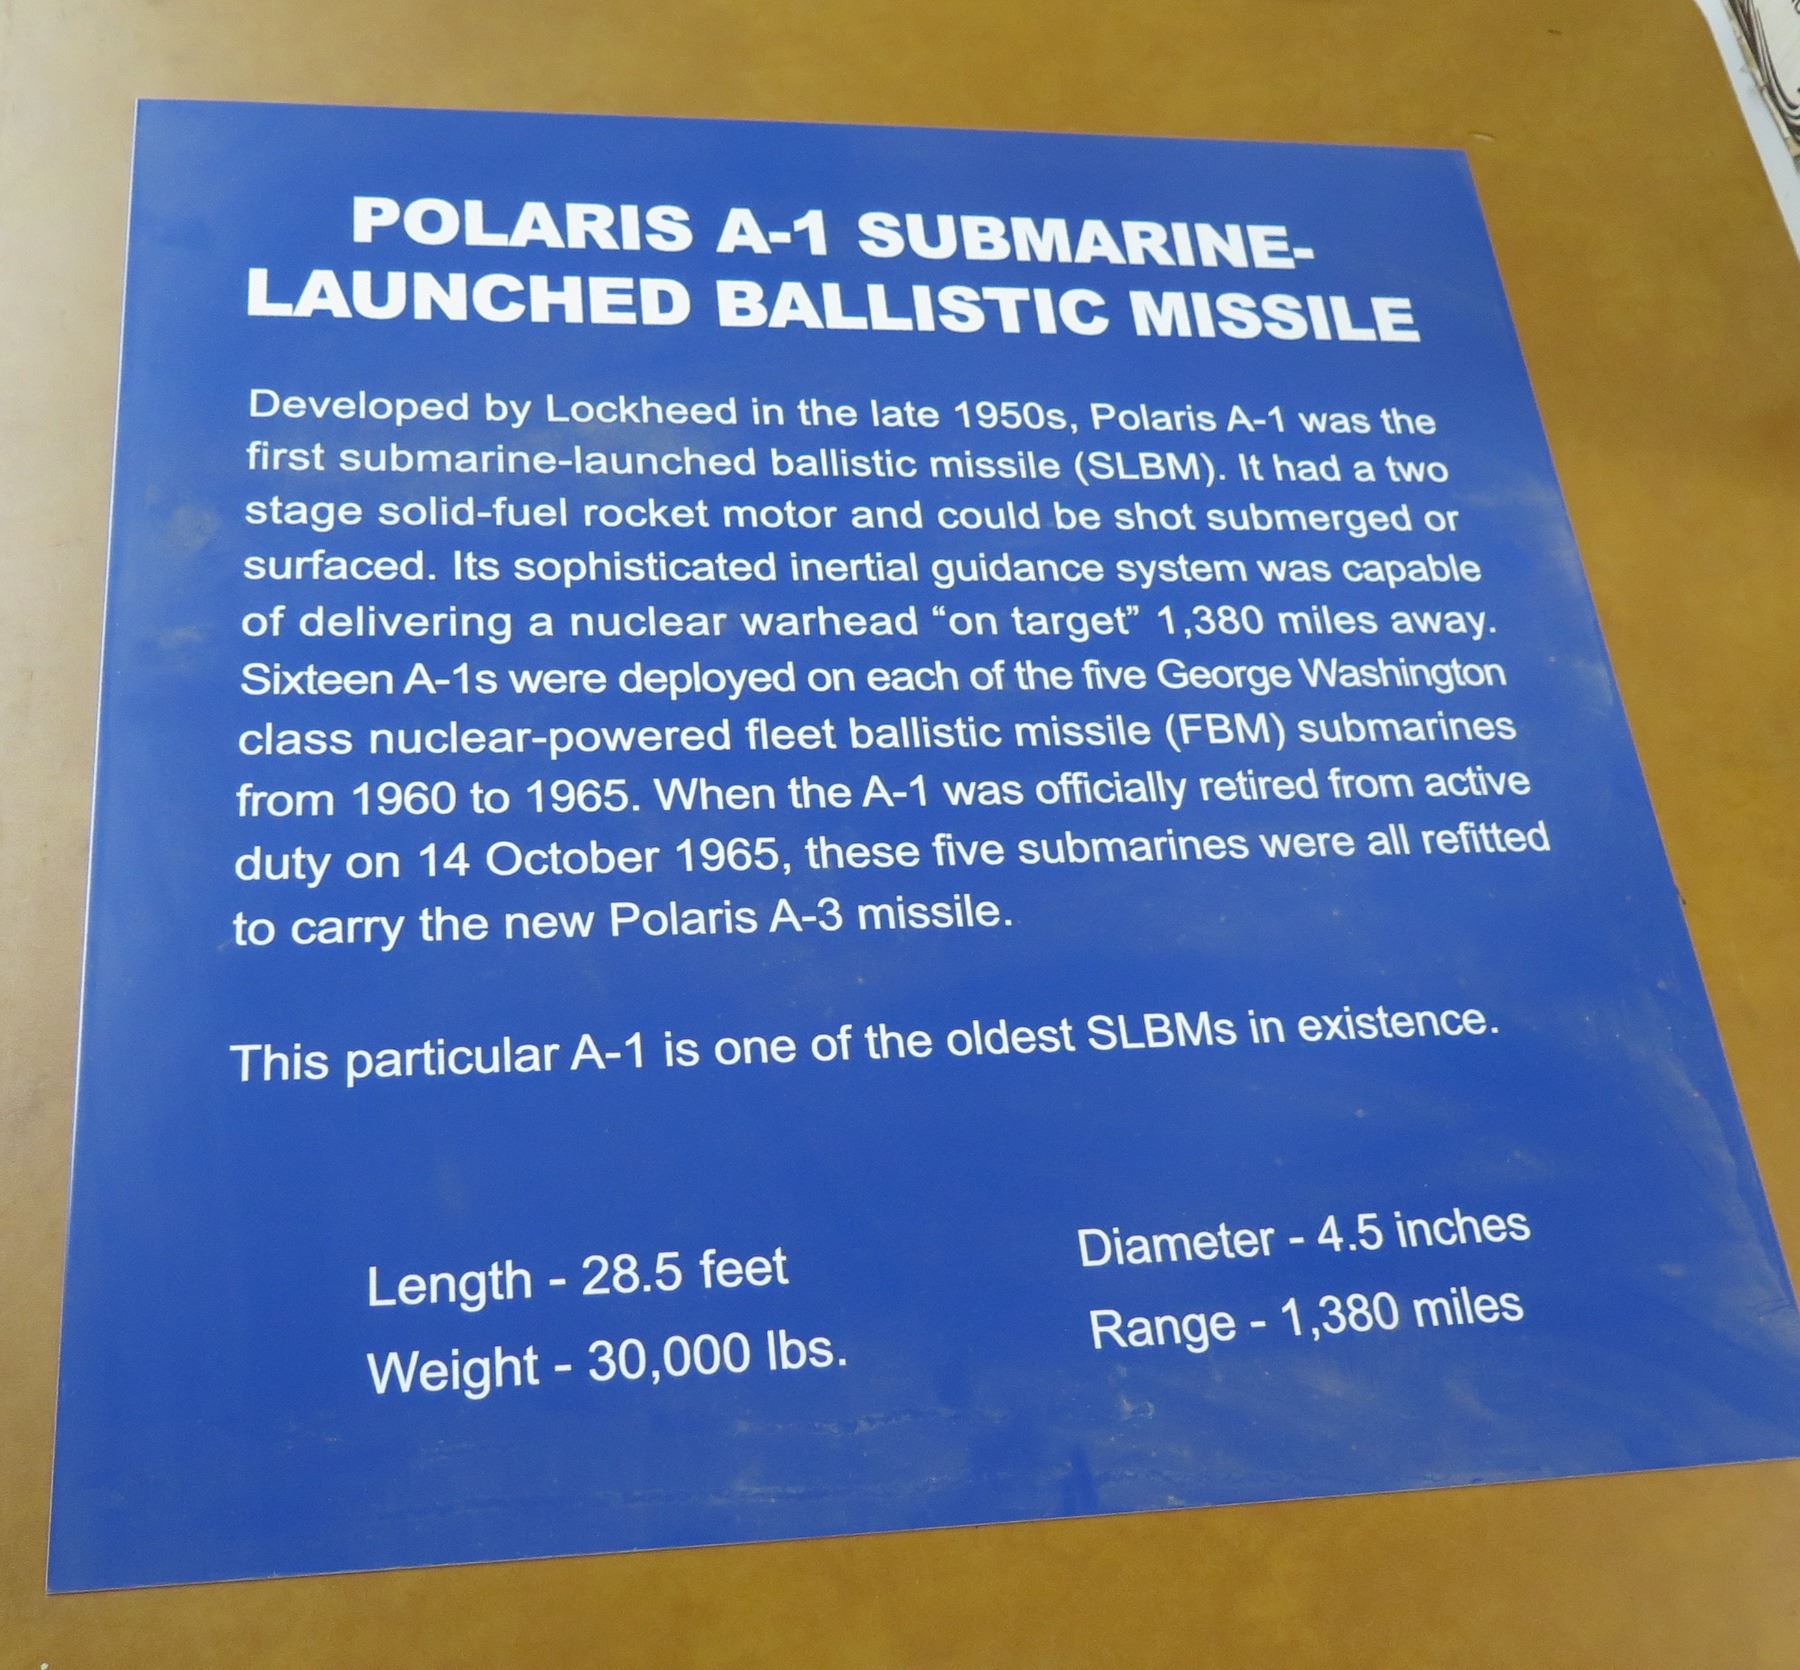 POLARIS A-1 SUBMARINE-
LAUNCHED BALLISTIC MISSILE
Developed by Lockheed in the late 1950s, Polaris A-1 was the
first submarine-launched ballistic missile (SLBM). It had a two
stage solid-fuel rocket motor and could be shot submerged or
surfaced. Its sophisticated inertial guidance system was capable
of delivering a nuclear warhead “on target” 1,380 miles away.
Sixteen A-1s were deployed on each of the five George Washington
class nuclear-powered fleet ballistic missile (FBM) submarines
from 1960 to 1965. When the A-1 was officially retired from active
duty on 14 October 1965, these five submarines were all refitted
to carry the new Polaris A-3 missile.
This particular A-1 is one of the oldest SLBMs in existence.
Length - 28.5 feet
Weight - 30,000 lbs.
Diameter - 4.5 inches
Range - 1,380 miles